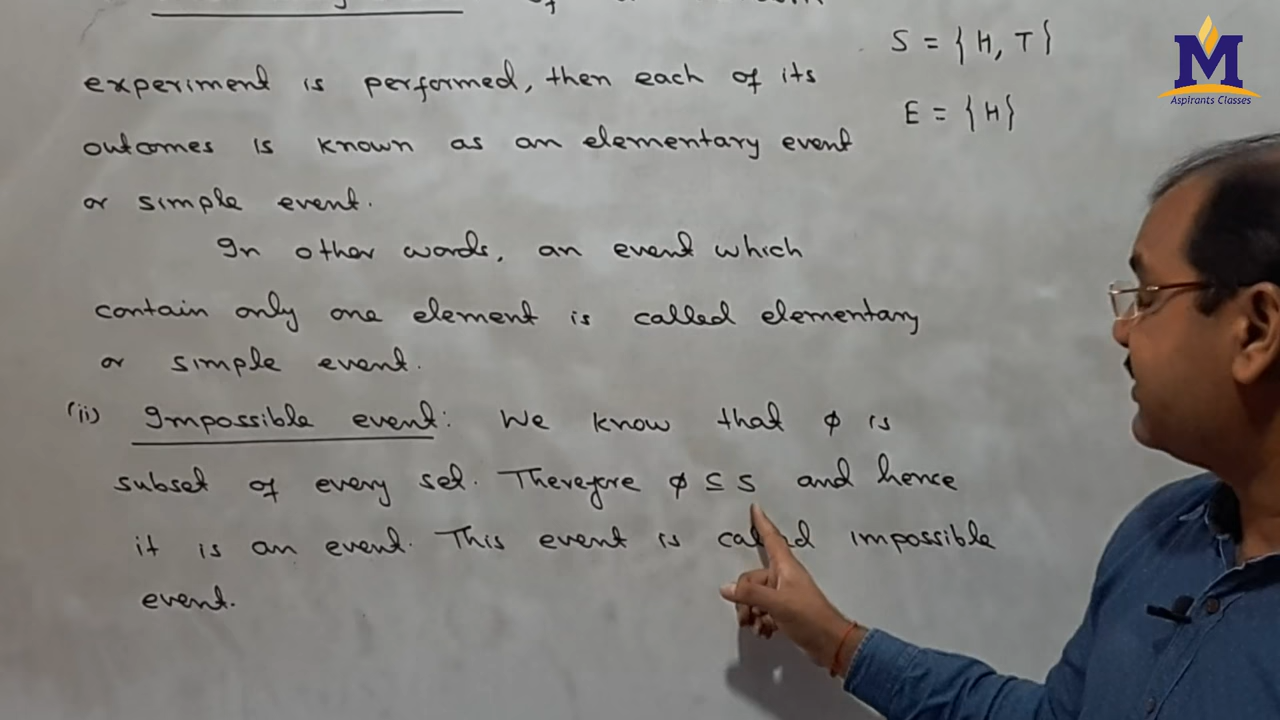 experiment is performed, then each of its
outcomes is known as an elementary event
or simple event.
In other words, an event which
contain only one element is called elementary
or simple event.
(ii) Impossible event: We know that ϕ is
subset of every set. Therefore ϕ ⊆ S and hence
it is an event. This event is called impossible
event.
S = {H, T}
E = {H}
M
Aspirants Classes